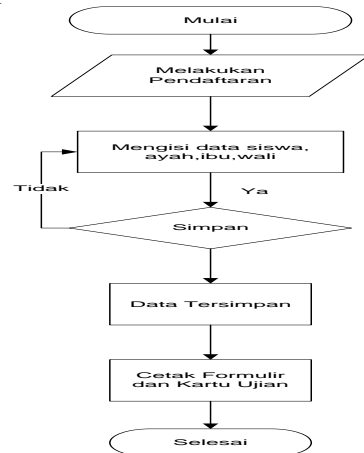 Mulai
Melakukan
Pendaftaran
Mengisi data siswa,
ayah,ibu,wali
Tidak
Ya
Simpan
Data Tersimpan
Cetak Formulir
dan Kartu Ujian
Selesai